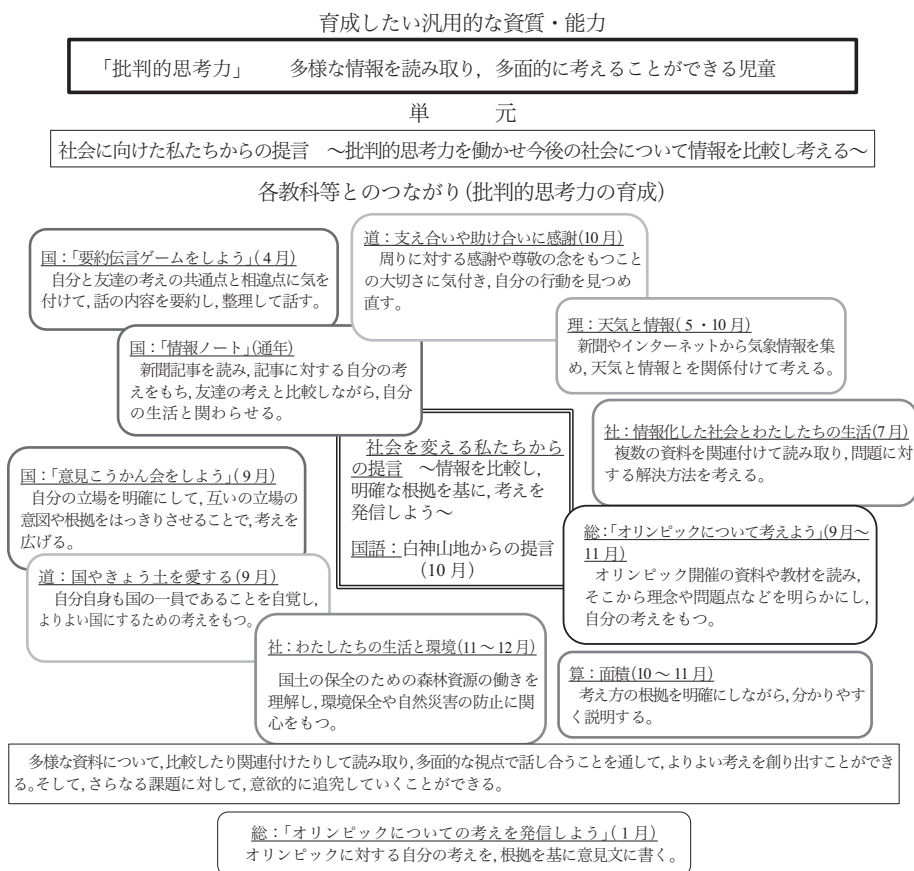 育成したい汎用的な資質・能力
「批判的思考力」　　多様な情報を読み取り，多面的に考えることができる児童
単　　元
社会に向けた私たちからの提言　～批判的思考力を働かせ今後の社会について情報を比較し考える～
各教科等とのつながり(批判的思考力の育成)
国：「要約伝言ゲームをしよう」(４月)
自分と友達の考えの共通点と相違点に気を
付けて，話の内容を要約し，整理して話す。
道：支え合いや助け合いに感謝(10月)
周りに対する感謝や尊敬の念をもつこと
の大切さに気付き，自分の行動を見つめ
直す。
国：「情報ノート」(通年)
新聞記事を読み，記事に対する自分の考
えをもち，友達の考えと比較しながら，自分
の生活と関わらせる。
理：天気と情報(５・10月)
新聞やインターネットから気象情報を集
め，天気と情報とを関係付けて考える。
社：情報化した社会とわたしたちの生活(７月)
複数の資料を関連付けて読み取り，問題に対
する解決方法を考える。
国：「意見こうかん会をしよう」(９月)
自分の立場を明確にして，互いの立場の
意図や根拠をはっきりさせることで，考えを
広げる。
社会を変える私たちから
の提言　～情報を比較し，
明確な根拠を基に，考えを
発信しよう～
国語：白神山地からの提言
(10月)
総：「オリンピックについて考えよう」(９月～
11月)
オリンピック開催の資料や教材を読み，
そこから理念や問題点などを明らかにし，
自分の考えをもつ。
道：国やきょう土を愛する(９月)
自分自身も国の一員であることを自覚し，
よりよい国にするための考えをもつ。
社：わたしたちの生活と環境(11～12月)
国土の保全のための森林資源の働きを
理解し，環境保全や自然災害の防止に関
心をもつ。
算：面積(10～11月)
考え方の根拠を明確にしながら，分かりやす
く説明する。
多様な資料について，比較したり関連付けたりして読み取り，多面的な視点で話し合うことを通して，よりよい考えを創り出すことができ
る。そして，さらなる課題に対して，意欲的に追究していくことができる。
総：「オリンピックについての考えを発信しよう」(１月)
オリンピックに対する自分の考えを，根拠を基に意見文に書く。